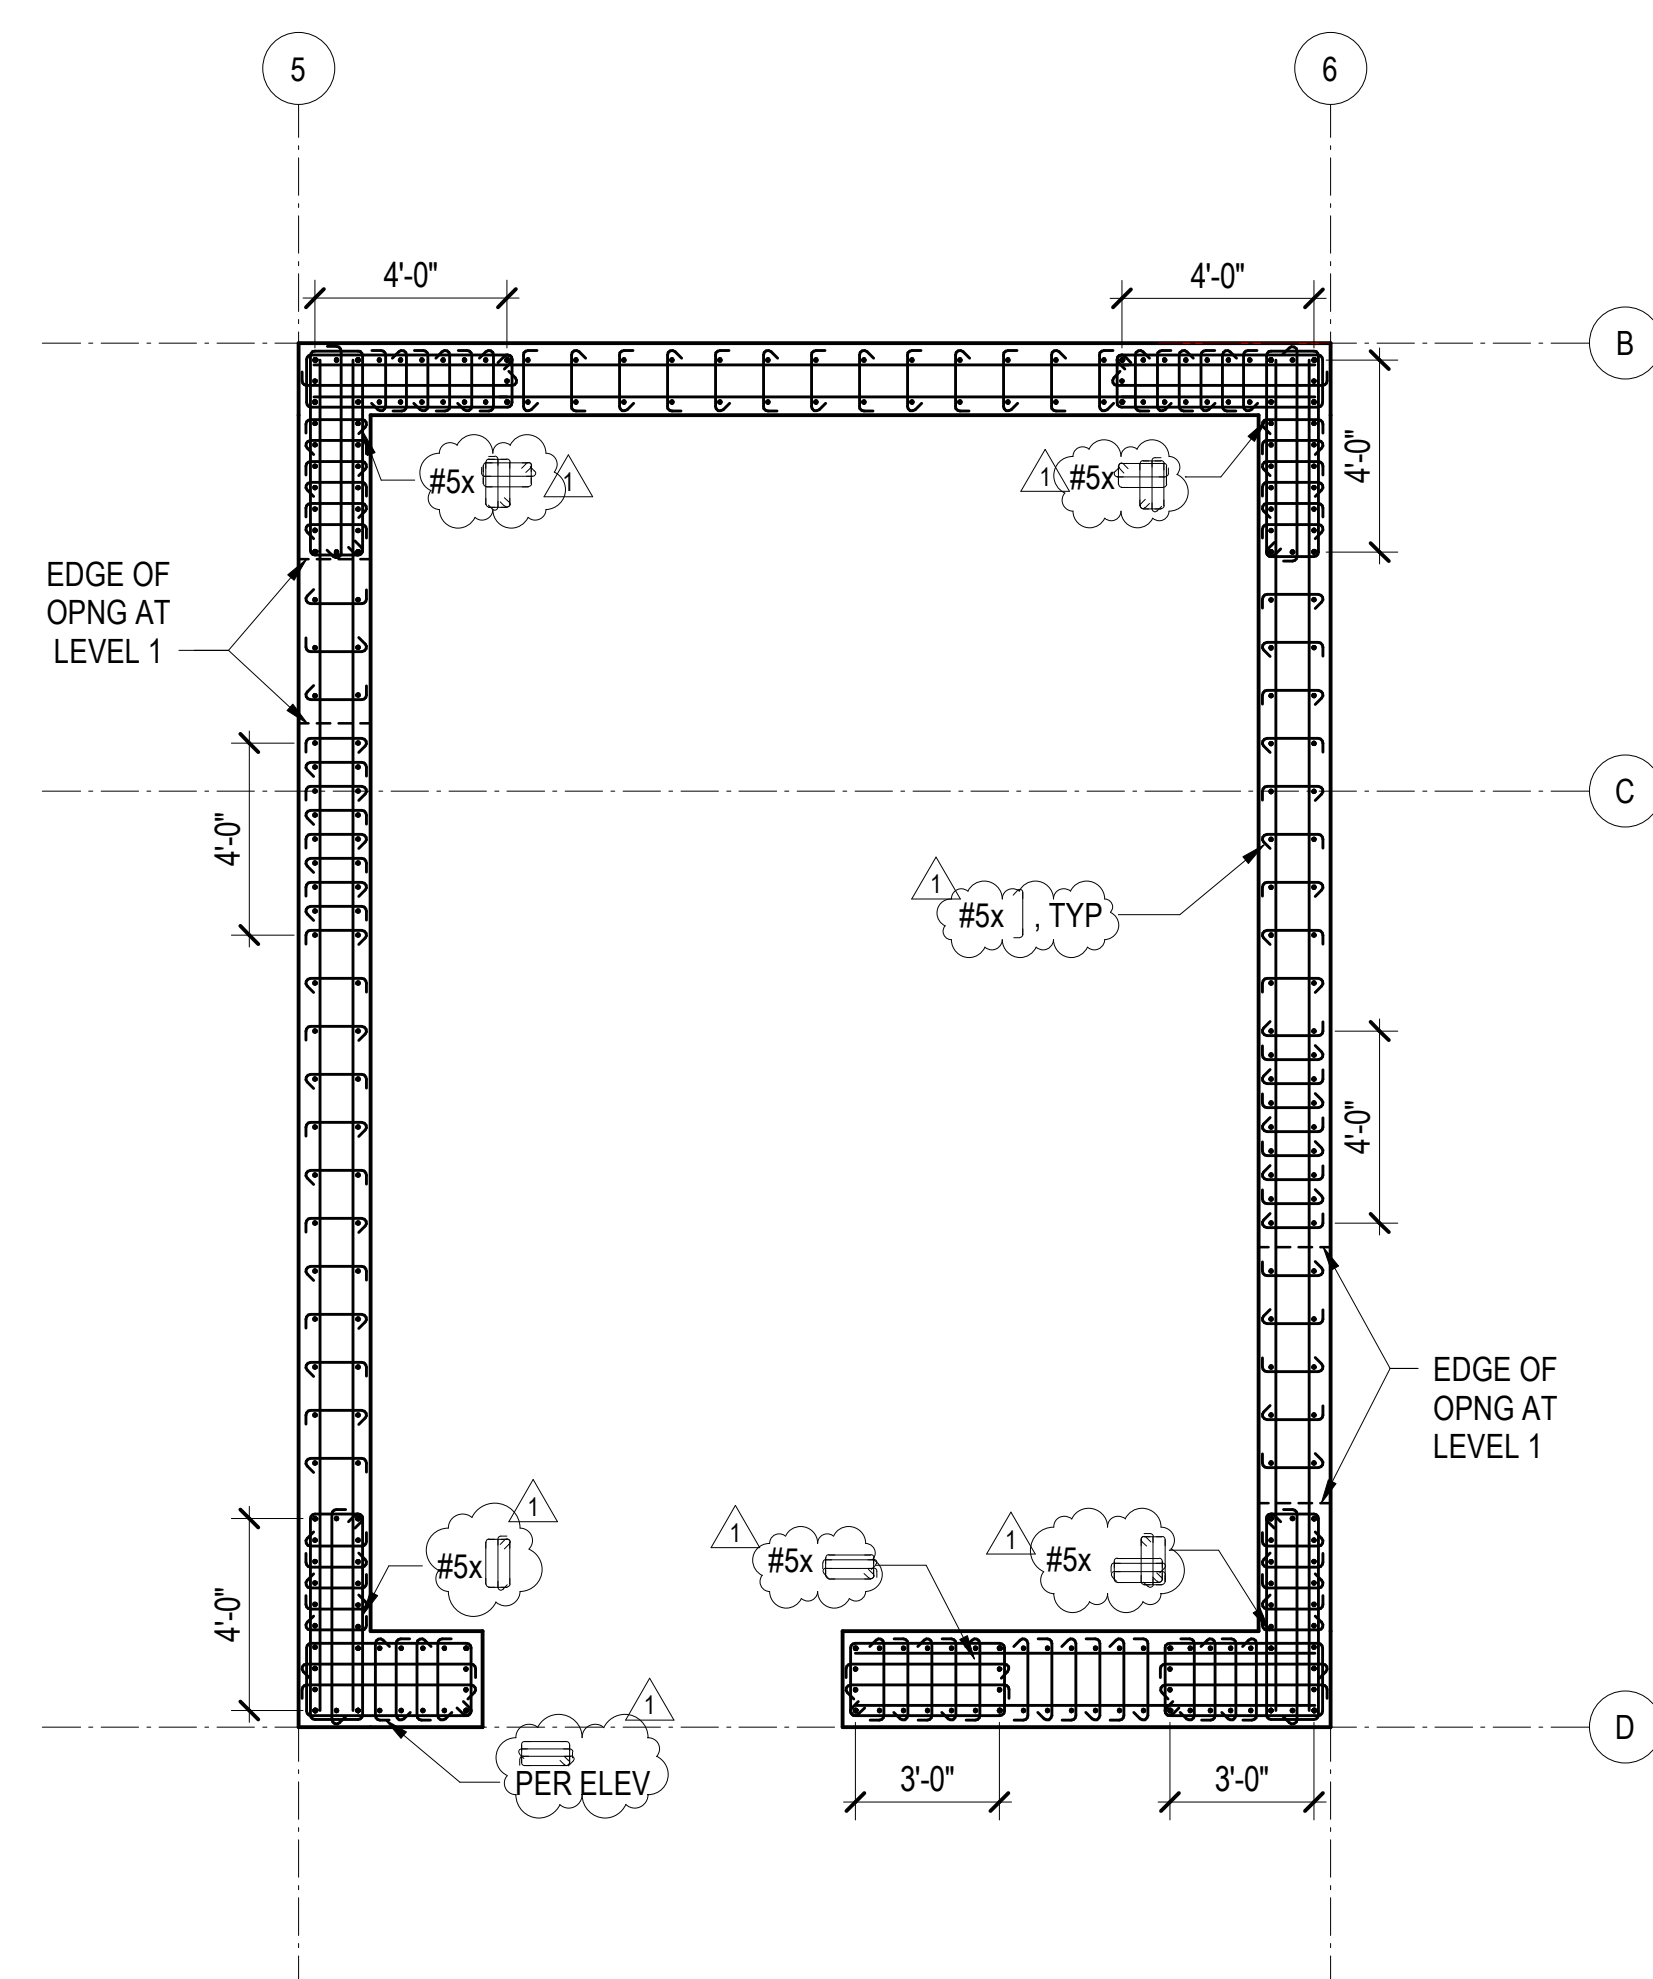 5
6
4'-0"
4'-0"
B
4'-0"
#5x
1
1
#5x
EDGE OF
OPNG AT
LEVEL 1
C
4'-0"
1
#5x , TYP
4'-0"
EDGE OF
OPNG AT
LEVEL 1
1
#5x
1
#5x
1
#5x
4'-0"
1
PER ELEV
D
3'-0"
3'-0"